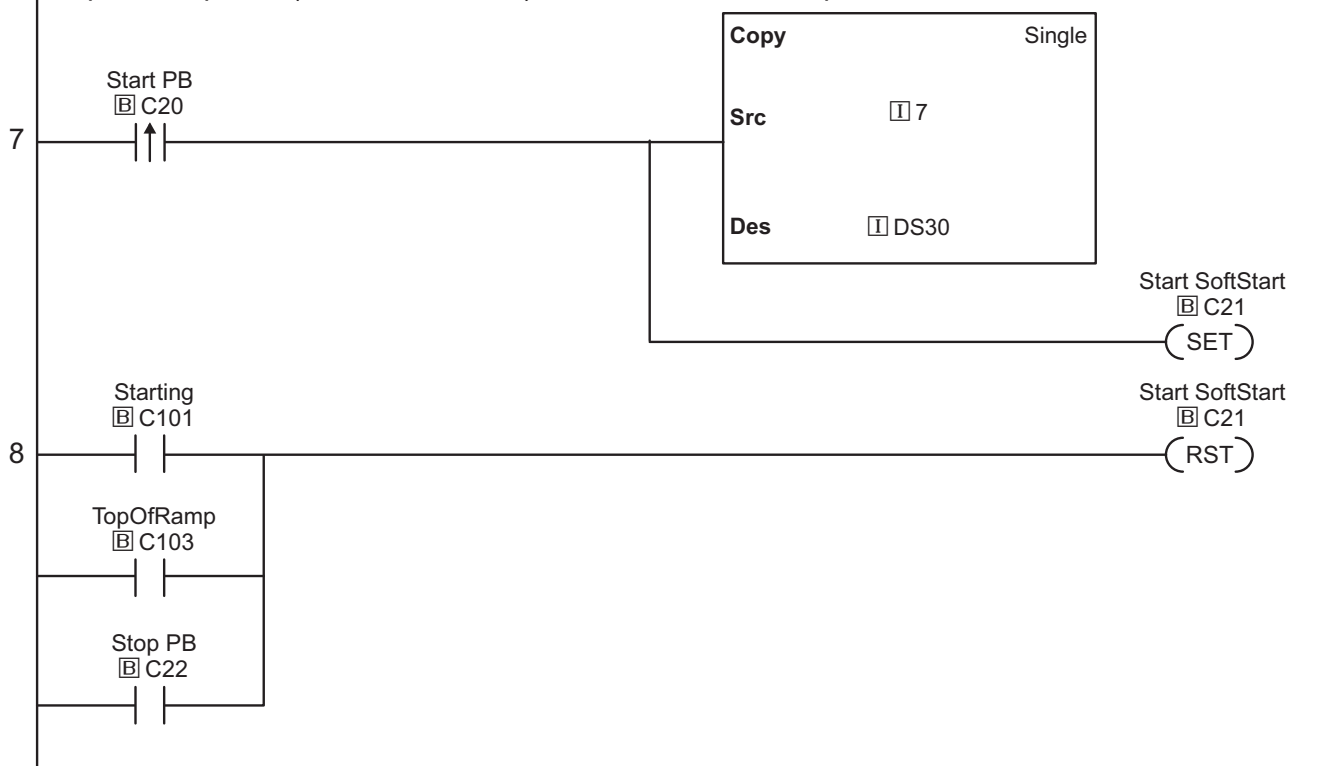 Copy Single
Start PB
B C20
Src I 7
7
Des I DS30
Start SoftStart
B C21
SET
Starting
B C101
Start SoftStart
B C21
8
RST
TopOfRamp
B C103
Stop PB
B C22